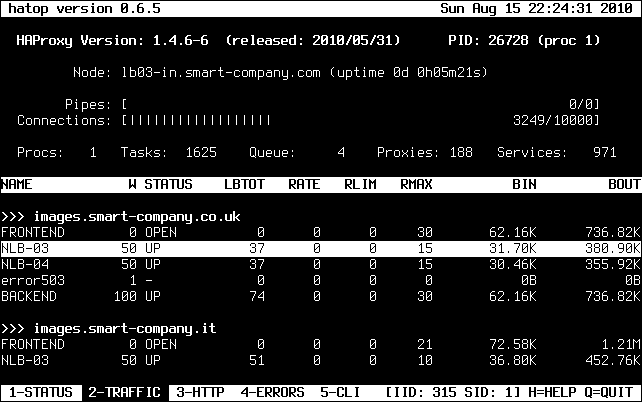 hatop version 0.6.5 Sun Aug 15 22:24:31 2010
HAProxy Version: 1.4.6-6 (released: 2010/05/31) PID: 26728 (proc 1)
Node: lb03-in.smart-company.com (uptime 0d 0h05m21s)
Pipes: [ 0/0]
Connections: [|||||||||||||||||| 3249/10000]
Procs: 1 Tasks: 1625 Queue: 4 Proxies: 188 Services: 971
NAME W STATUS LBTOT RATE RLIM RMAX BIN BOUT
>>> images.smart-company.co.uk
FRONTEND 0 OPEN 0 0 0 30 62.16K 736.82K
NLB-03 50 UP 37 0 0 15 31.70K 380.90K
NLB-04 50 UP 37 0 0 15 30.46K 355.92K
error503 1 - 0 0 0 0 0B 0B
BACKEND 100 UP 74 0 0 30 62.16K 736.82K
>>> images.smart-company.it
FRONTEND 0 OPEN 0 0 0 21 72.58K 1.21M
NLB-03 50 UP 51 0 0 10 36.80K 452.76K
1-STATUS 2-TRAFFIC 3-HTTP 4-ERRORS 5-CLI [IID: 315 SID: 1] H=HELP Q=QUIT